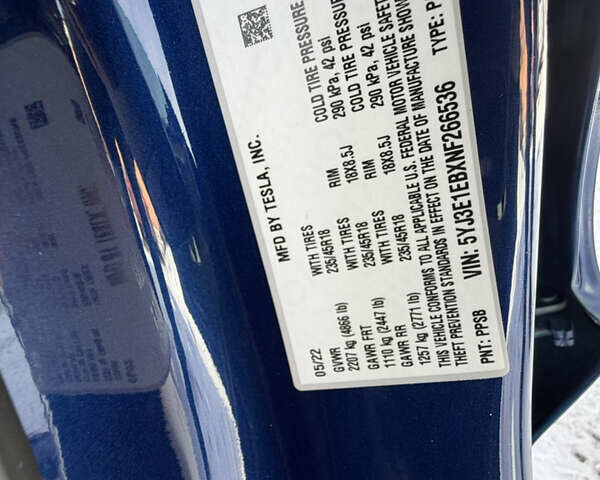 MFD BY TESLA, INC.
05/22
GVWR
2207 kg (4866 lb)
GAWR FRT
1110 kg (2447 lb)
GAWR RR
1257 kg (2771 lb)
WITH TIRES
235/45R18
WITH TIRES
235/45R18
WITH TIRES
235/45R18
RIM
18X8.5J
RIM
18X8.5J
COLD TIRE PRESSURE
290 kPa, 42 psi
COLD TIRE PRESSURE
290 kPa, 42 psi
THIS VEHICLE CONFORMS TO ALL APPLICABLE U.S. FEDERAL MOTOR VEHICLE SAFETY
THEFT PREVENTION STANDARDS IN EFFECT ON THE DATE OF MANUFACTURE SHOW
VIN: 5YJ3E1EBXNF266536
PNT: PPSB
TYPE: P